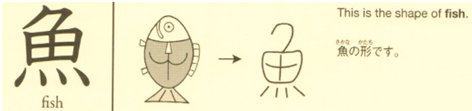 魚
fish
This is the shape of fish.
さかな かたち
魚の形です。